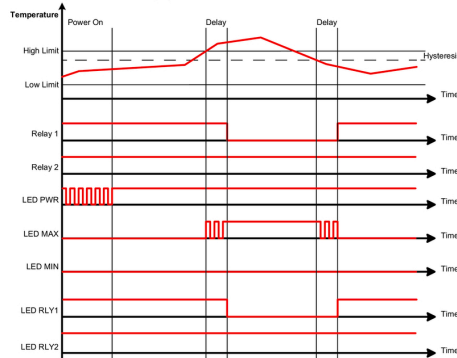 Temperature
Power On
Delay
Delay
High Limit
Hysteresi
Low Limit
Time
Relay 1
Time
Relay 2
Time
LED PWR
Time
LED MAX
Time
LED MIN
Time
LED RLY1
Time
LED RLY2
Time